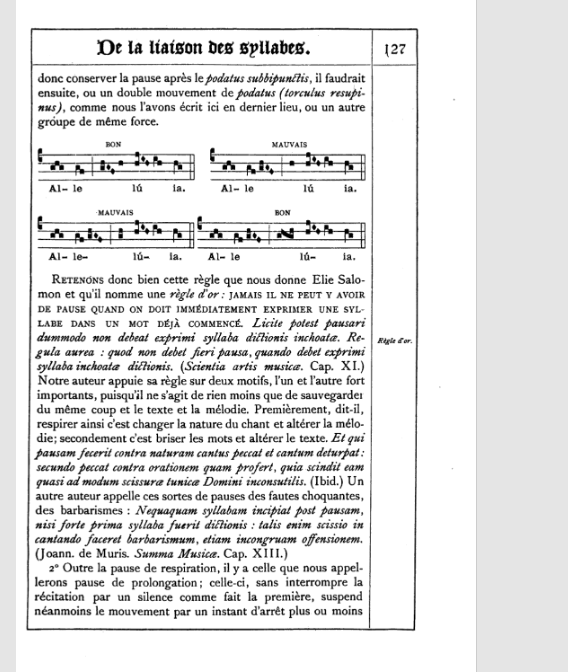 De la liaison des syllabes.
127
donc conserver la pause après le podatus subbipunctis, il faudrait
ensuite, ou un double mouvement de podatus (torculus resupi-
nus), comme nous l'avons écrit ici en dernier lieu, ou un autre
groupe de même force.
BON
MAUVAIS
Al- le lú ia.
Al- le lú ia.
MAUVAIS
BON
Al- le- lú- ia.
Al- le lú- ia.
RETENONS donc bien cette règle que nous donne Elie Salo-
mon et qu'il nomme une règle d'or : JAMAIS IL NE PEUT Y AVOIR
DE PAUSE QUAND ON DOIT IMMÉDIATEMENT EXPRIMER UNE SYL-
LABE DANS UN MOT DÉJÀ COMMENCÉ. Licite potest pausari
dummodo non debeat exprimi syllaba dictionis inchoatæ. Re-
gula aurea : quod non debet fieri pausa, quando debet exprimi
syllaba inchoatæ dictionis. (Scientia artis musicæ. Cap. XI.)
Règle d'or.
Notre auteur appuie sa règle sur deux motifs, l'un et l'autre fort
importants, puisqu'il ne s'agit de rien moins que de sauvegarder
du même coup et le texte et la mélodie. Premièrement, dit-il,
respirer ainsi c'est changer la nature du chant et altérer la mélo-
die; secondement c'est briser les mots et altérer le texte. Et qui
pausam fecerit contra naturam cantus peccat et cantum deturpat:
secundo peccat contra orationem quam profert, quia scindit eam
quasi ad modum scissuræ tunicæ Domini inconsutilis. (Ibid.) Un
autre auteur appelle ces sortes de pauses des fautes choquantes,
des barbarismes : Nequaquam syllabam incipiat post pausam,
nisi forte prima syllaba fuerit dictionis : talis enim scissio in
cantando faceret barbarismum, etiam incongruam offensionem.
(Joann. de Muris. Summa Musicæ. Cap. XIII.)
2° Outre la pause de respiration, il y a celle que nous appel-
lerons pause de prolongation; celle-ci, sans interrompre la
récitation par un silence comme fait la première, suspend
néanmoins le mouvement par un instant d'arrêt plus ou moins